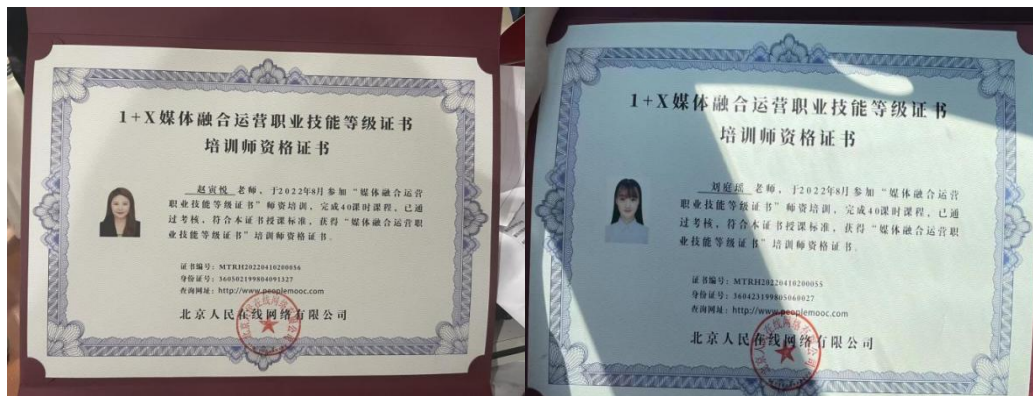 1+X媒体融合运营职业技能等级证书
培训师资格证书
赵寅悦 老师，于2022年8月参加“媒体融合运营
职业技能等级证书”师资培训，完成40课时课程，已通
过考核，符合本证书授课标准，获得“媒体融合运营职
业技能等级证书”培训师资格证书.
证书编号：MTRH20220410200056
身份证号：360502199804091327
查询网址：http://www.peoplemooc.com
北京人民在线网络有限公司
1+X媒体融合运营职业技能等级证书
培训师资格证书
刘庭瑶 老师，于2022年8月参加“媒体融合运营
职业技能等级证书”师资培训，完成40课时课程，已通
过考核，符合本证书授课标准，获得“媒体融合运营职
业技能等级证书”培训师资格证书.
证书编号：MTRH20220410200055
身份证号：360423199805060027
查询网址：http://www.peoplemooc.com
北京人民在线网络有限公司